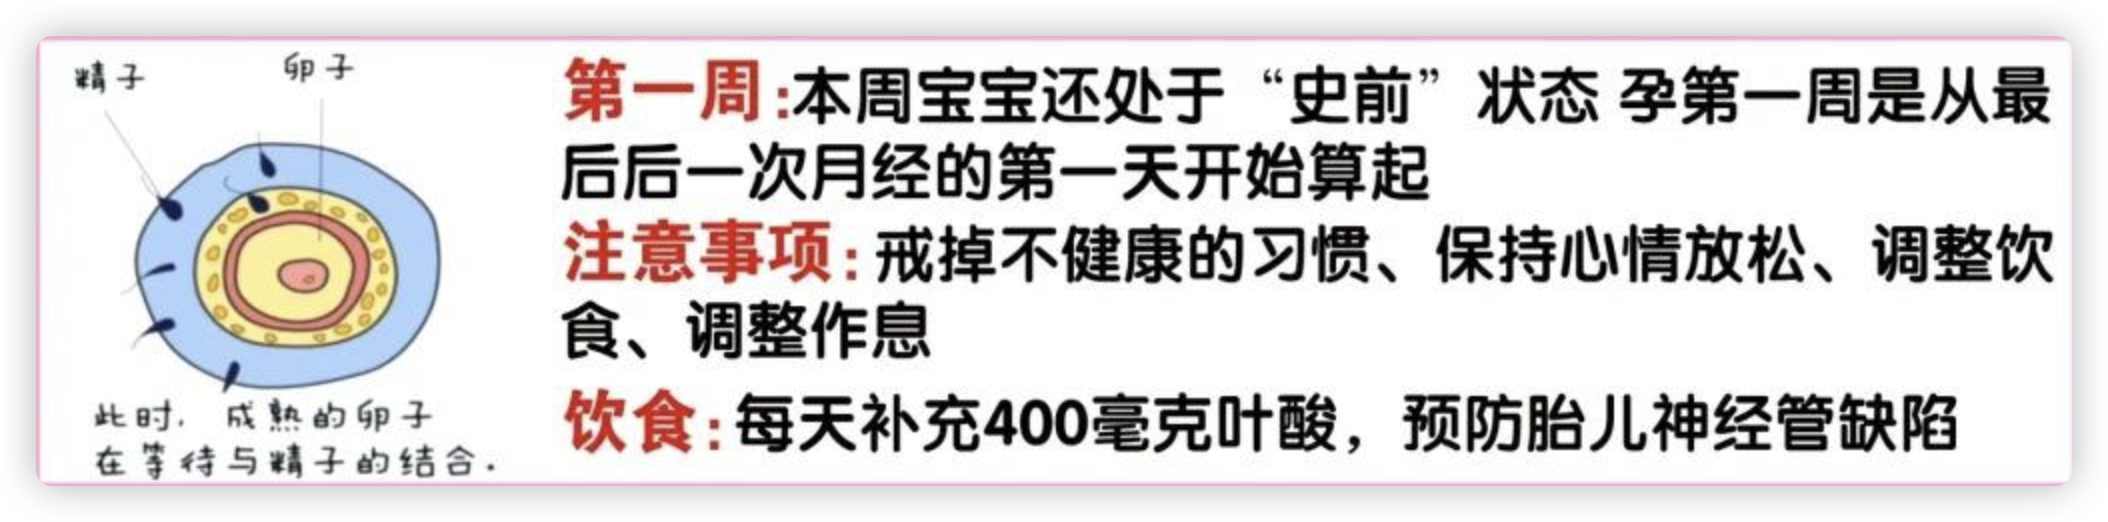 精子
卵子
此时，成熟的卵子
在等待与精子的结合.
第一周:本周宝宝还处于“史前”状态 孕第一周是从最
后后一次月经的第一天开始算起
注意事项: 戒掉不健康的习惯、保持心情放松、调整饮
食、调整作息
饮食: 每天补充400毫克叶酸，预防胎儿神经管缺陷